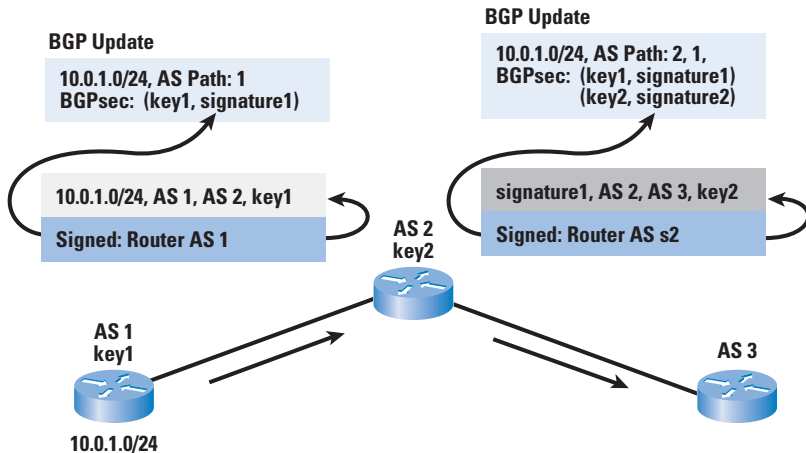 BGP Update
10.0.1.0/24, AS Path: 1
BGPsec: (key1, signature1)
10.0.1.0/24, AS 1, AS 2, key1
Signed: Router AS 1
BGP Update
10.0.1.0/24, AS Path: 2, 1,
BGPsec: (key1, signature1)
(key2, signature2)
signature1, AS 2, AS 3, key2
Signed: Router AS s2
AS 2
key2
AS 1
key1
10.0.1.0/24
AS 3